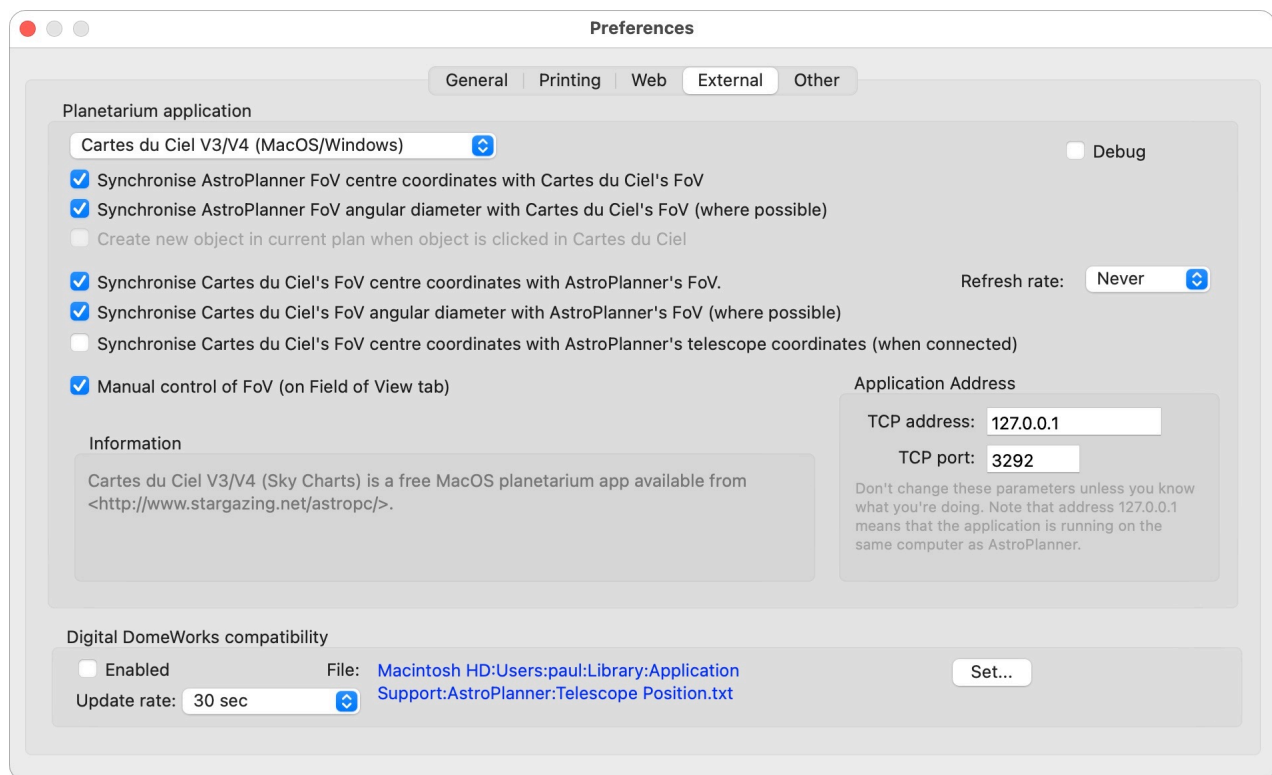 Preferences
General Printing Web External Other
Planetarium application
Cartes du Ciel V3/V4 (MacOS/Windows)
Debug
Synchronise AstroPlanner FoV centre coordinates with Cartes du Ciel's FoV
Synchronise AstroPlanner FoV angular diameter with Cartes du Ciel's FoV (where possible)
Create new object in current plan when object is clicked in Cartes du Ciel
Synchronise Cartes du Ciel's FoV centre coordinates with AstroPlanner's FoV.
Refresh rate: Never
Synchronise Cartes du Ciel's FoV angular diameter with AstroPlanner's FoV (where possible)
Synchronise Cartes du Ciel's FoV centre coordinates with AstroPlanner's telescope coordinates (when connected)
Manual control of FoV (on Field of View tab)
Information
Cartes du Ciel V3/V4 (Sky Charts) is a free MacOS planetarium app available from
<http://www.stargazing.net/astropc/>.
Application Address
TCP address: 127.0.0.1
TCP port: 3292
Don't change these parameters unless you know
what you're doing. Note that address 127.0.0.1
means that the application is running on the
same computer as AstroPlanner.
Digital DomeWorks compatibility
Enabled
Update rate: 30 sec
File: Macintosh HD:Users:paul:Library:Application
Support:AstroPlanner:Telescope Position.txt
Set...